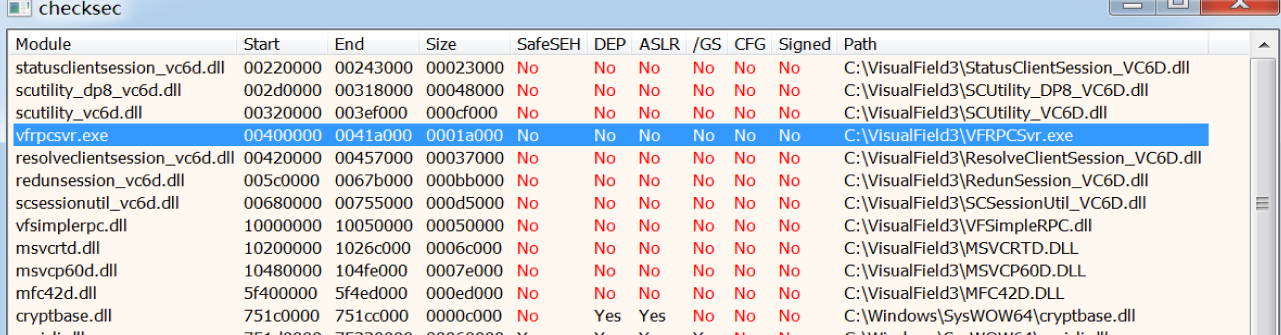 checksec
Module Start End Size SafeSEH DEP ASLR /GS CFG Signed Path
statusclientsession_vc6d.dll 00220000 00243000 00023000 No No No No No No C:\VisualField3\StatusClientSession_VC6D.dll
scutility_dp8_vc6d.dll 002d0000 00318000 00048000 No No No No No No C:\VisualField3\SCUtility_DP8_VC6D.dll
scutility_vc6d.dll 00320000 003ef000 000cf000 No No No No No No C:\VisualField3\SCUtility_VC6D.dll
vfrpcsvr.exe 00400000 0041a000 0001a000 No No No No No No C:\VisualField3\VFRPCSvr.exe
resolveclientsession_vc6d.dll 00420000 00457000 00037000 No No No No No No C:\VisualField3\ResolveClientSession_VC6D.dll
redunsession_vc6d.dll 005c0000 0067b000 000bb000 No No No No No No C:\VisualField3\RedunSession_VC6D.dll
scsessionutil_vc6d.dll 00680000 00755000 000d5000 No No No No No No C:\VisualField3\SCSessionUtil_VC6D.dll
vfsimplerpc.dll 10000000 10050000 00050000 No No No No No No C:\VisualField3\VFSimpleRPC.dll
msvcrtd.dll 10200000 1026c000 0006c000 No No No No No No C:\VisualField3\MSVCRTD.DLL
msvcp60d.dll 10480000 104fe000 0007e000 No No No No No No C:\VisualField3\MSVCP60D.DLL
mfc42d.dll 5f400000 5f4ed000 000ed000 No No No No No No C:\VisualField3\MFC42D.DLL
cryptbase.dll 751c0000 751cc000 0000c000 No Yes Yes No No No C:\Windows\SysWOW64\cryptbase.dll